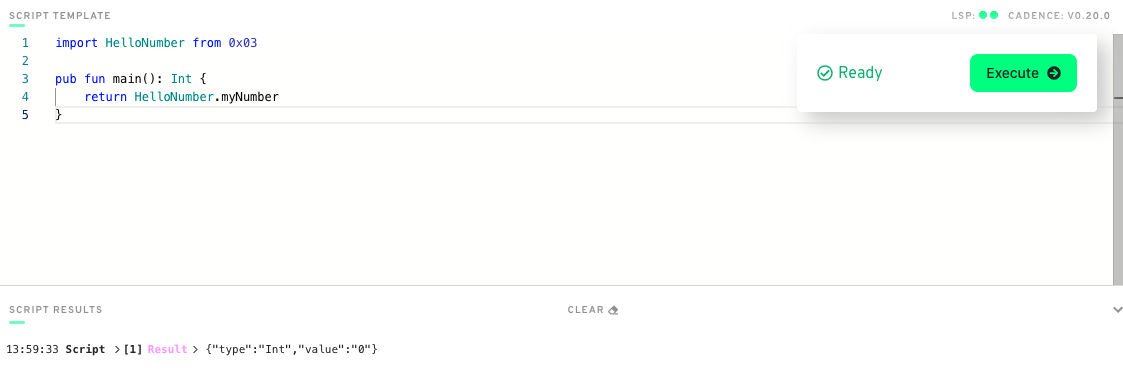 SCRIPT TEMPLATE
LSP: CADENCE: V0.20.0
1 import HelloNumber from 0x03
2
3 pub fun main(): Int {
4 return HelloNumber.myNumber
5 }
Ready
Execute
SCRIPT RESULTS
CLEAR
13:59:33 Script >[1] Result > {"type":"Int","value":"0"}